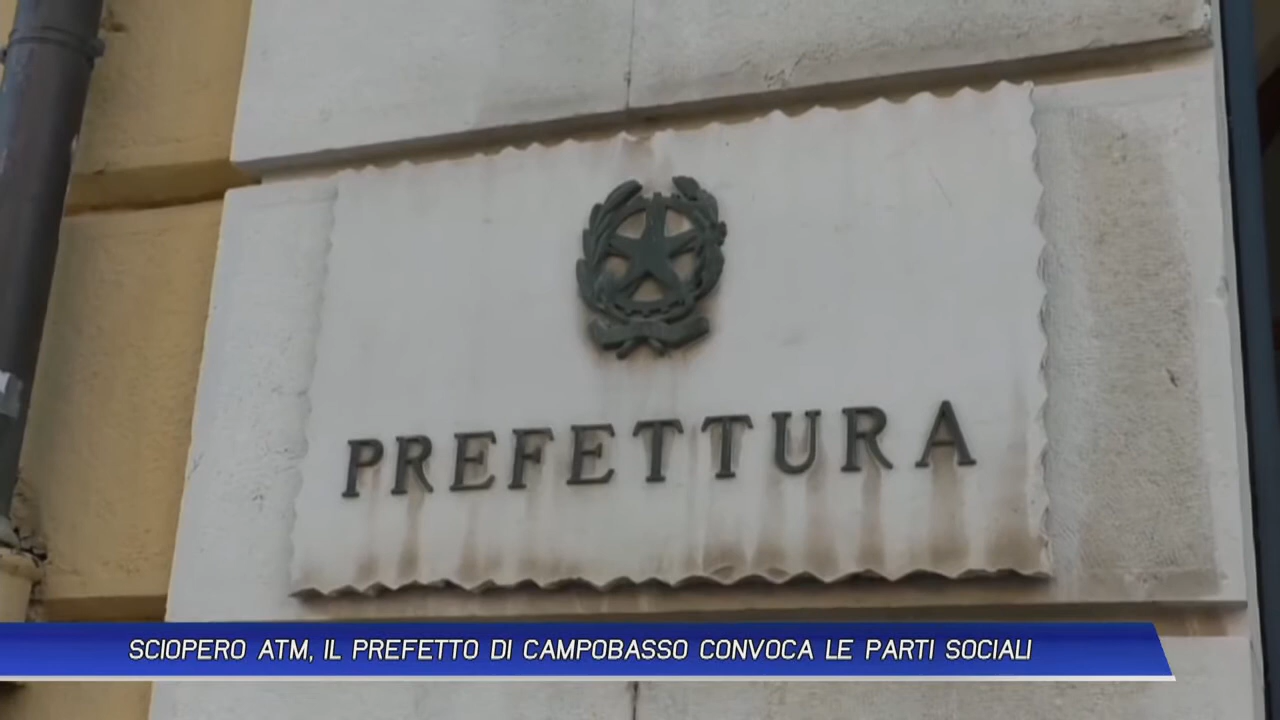 PREFETTURA
SCIOPERO ATM, IL PREFETTO DI CAMPOBASSO CONVOCA LE PARTI SOCIALI